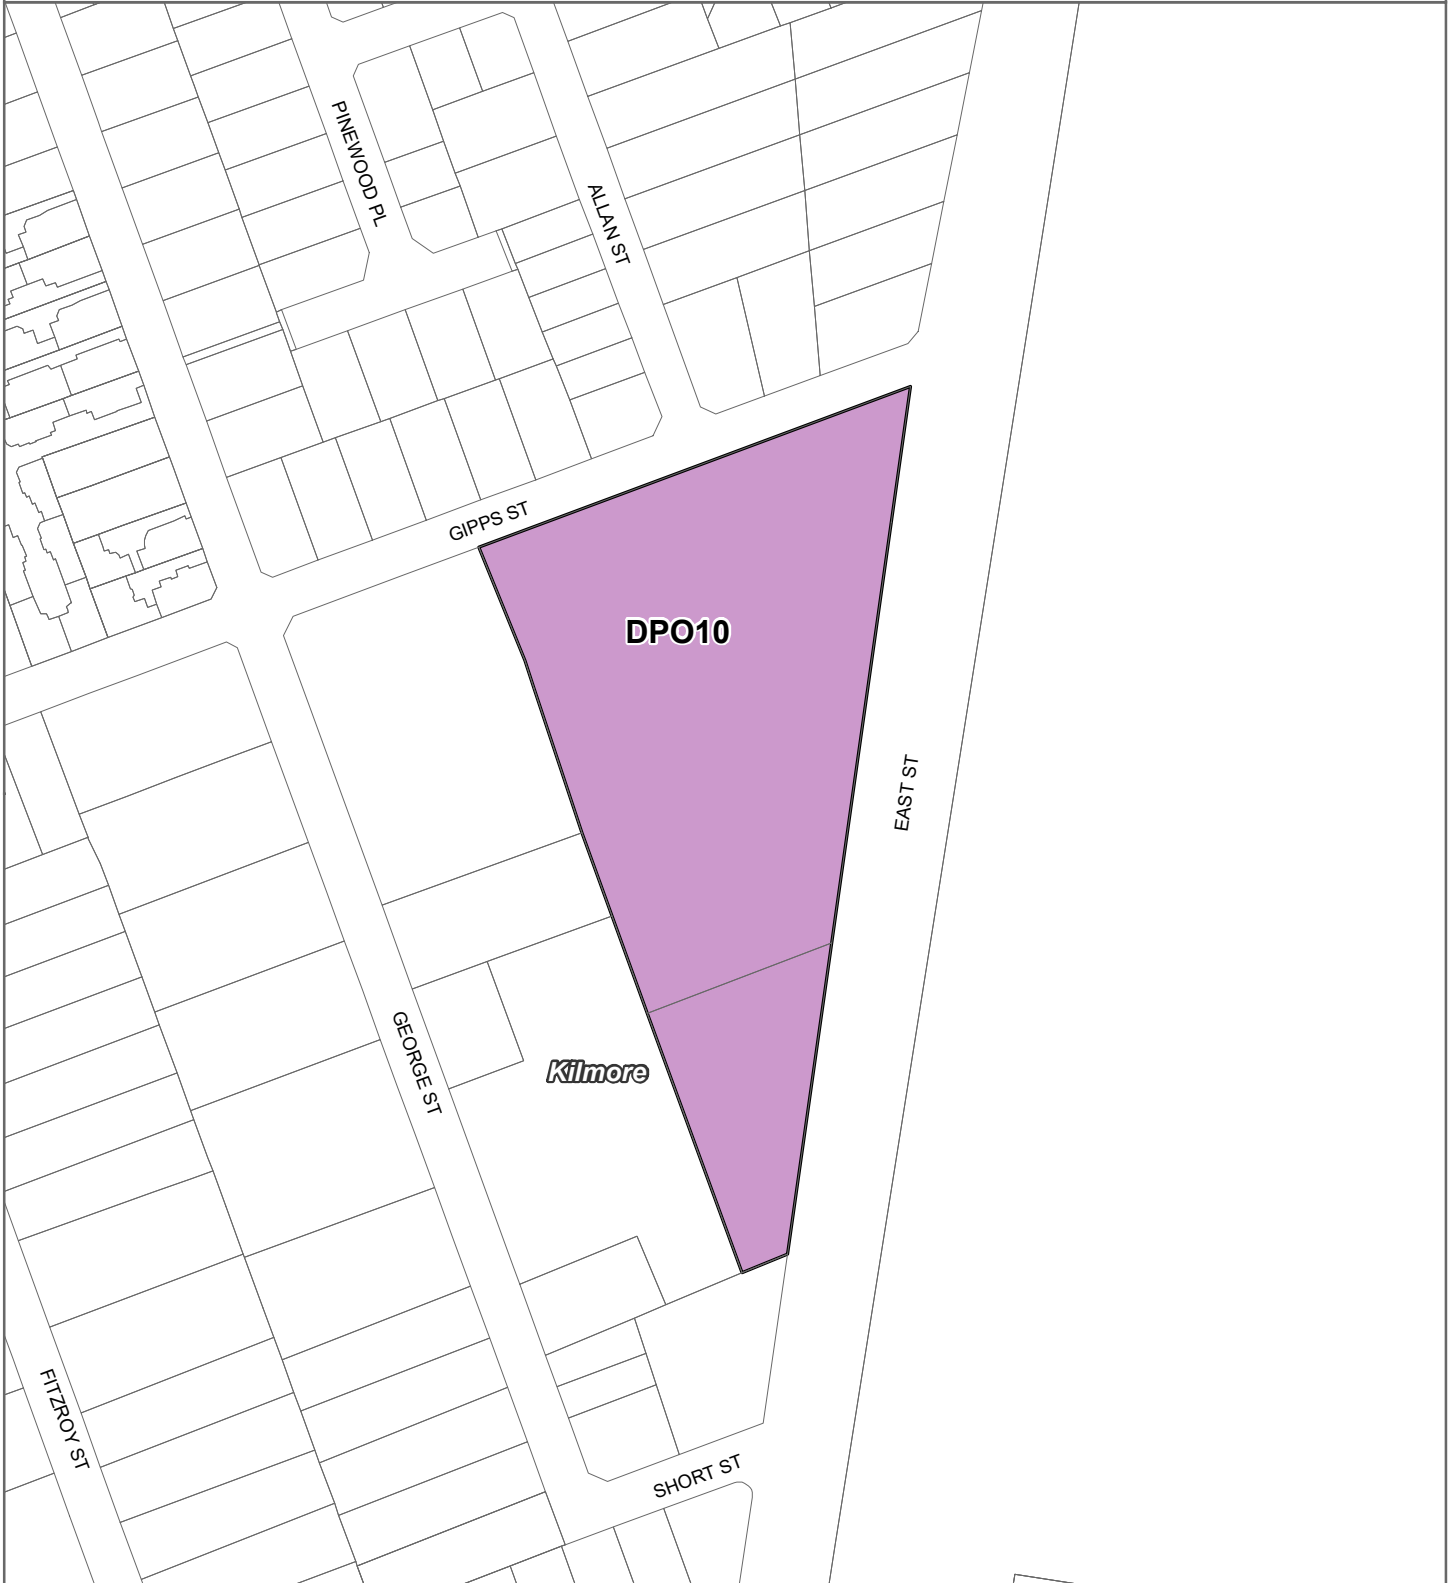 PINEWOOD PL
ALLAN ST
GIPPS ST
DPO10
EAST ST
GEORGE ST
Kilmore
FITZROY ST
SHORT ST